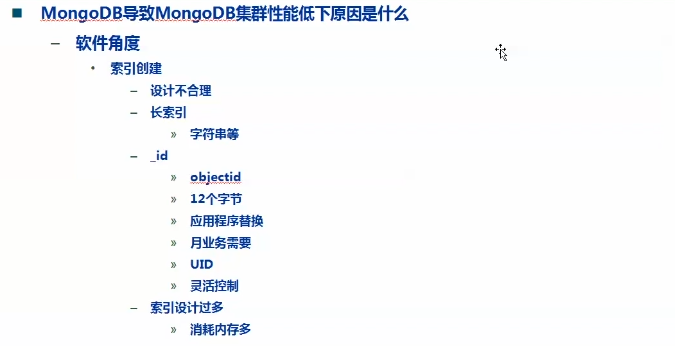 MongoDB导致MongoDB集群性能低下原因是什么
软件角度
索引创建
设计不合理
长索引
字符串等
_id
objectid
12个字节
应用程序替换
月业务需要
UID
灵活控制
索引设计过多
消耗内存多